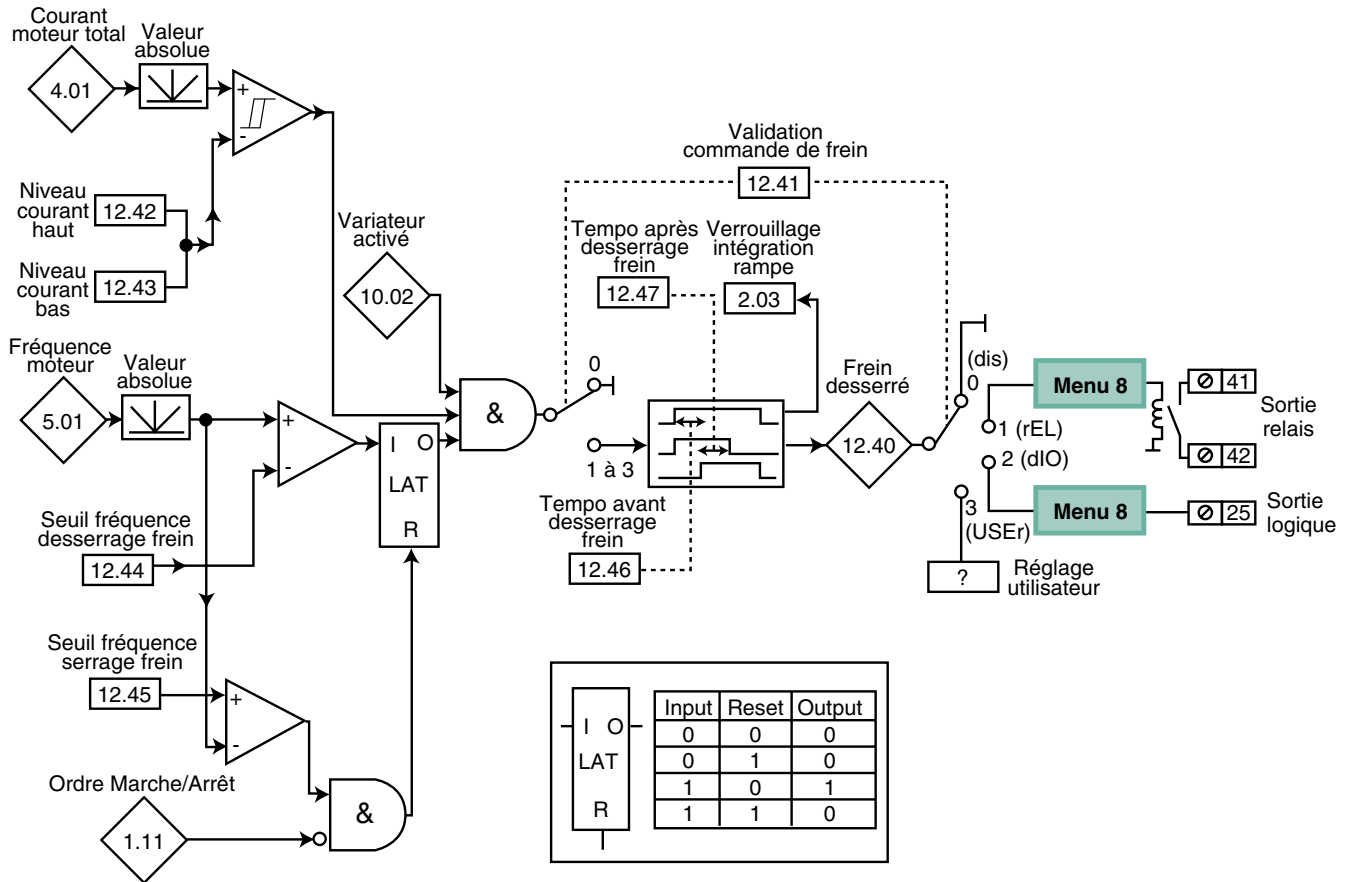 Courant
moteur total
4.01
Valeur
absolue
+
-
Niveau
courant
haut
12.42
Niveau
courant
bas
12.43
Variateur
activé
10.02
Fréquence
moteur
5.01
Valeur
absolue
+
-
I O
LAT
R
&
Seuil fréquence
desserrage frein
12.44
Seuil fréquence
serrage frein
12.45
+
-
Ordre Marche/Arrêt
1.11
&
Validation
commande de frein
12.41
0
1 à 3
Tempo après
desserrage
frein
12.47
Verrouillage
intégration
rampe
2.03
Tempo avant
desserrage
frein
12.46
Frein
desserré
12.40
(dis)
0
1 (rEL)
2 (dIO)
3
(USEr)
?
Réglage
utilisateur
Menu 8
41
Sortie
relais
42
Menu 8
25
Sortie
logique
I O
LAT
R
Input Reset Output
0 0 0
0 1 0
1 0 1
1 1 0